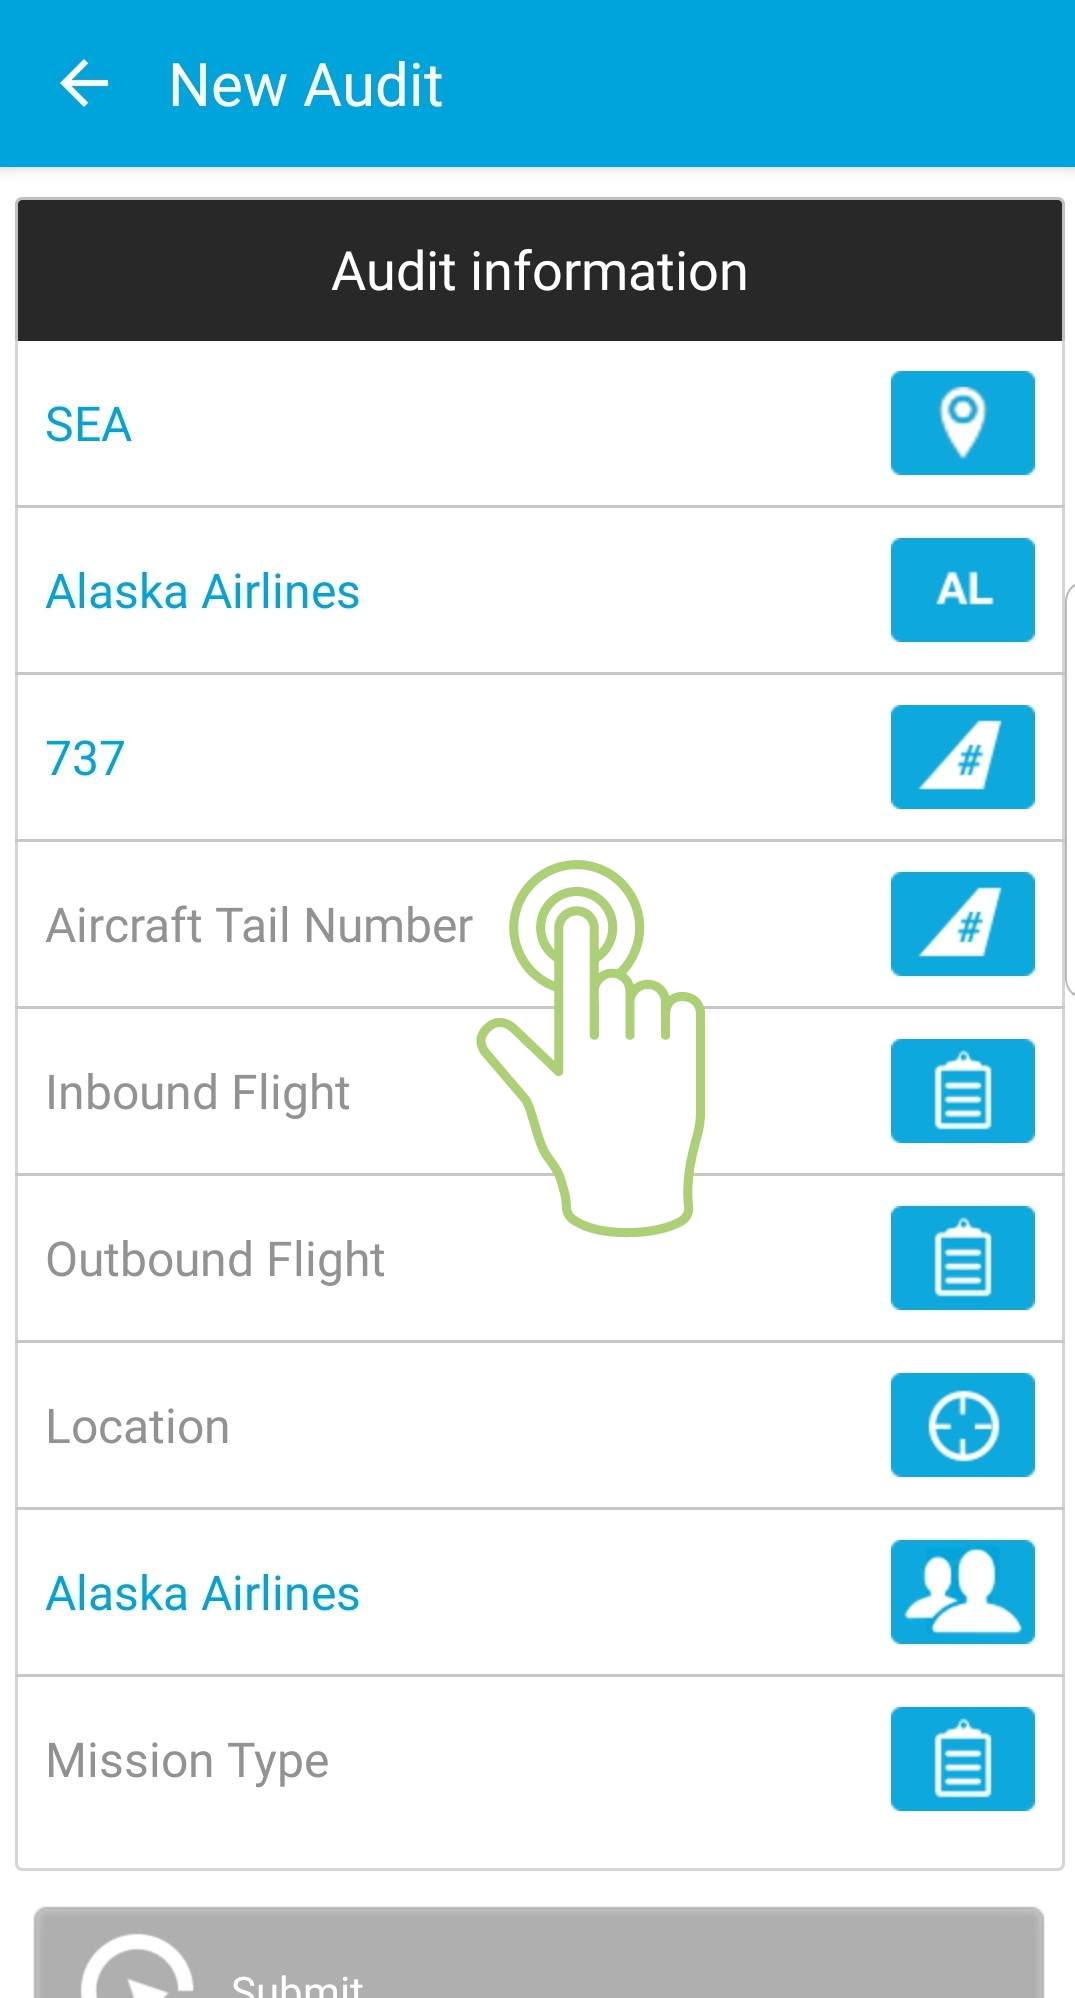 New Audit
Audit information
SEA
Alaska Airlines
AL
737
#
Aircraft Tail Number
#
Inbound Flight
Outbound Flight
Location
Alaska Airlines
Mission Type
Submit